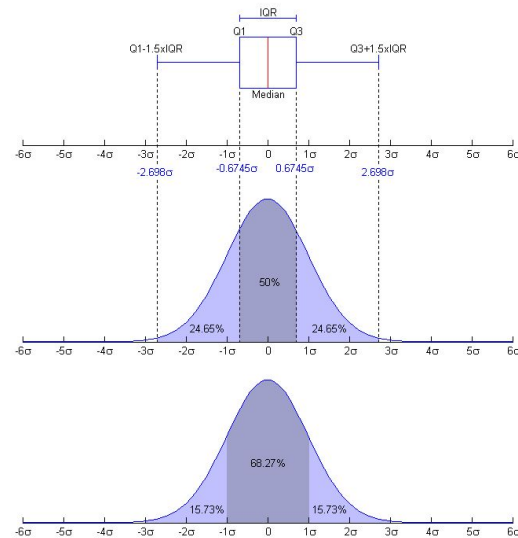 IQR
Q1 Q3
Q1-1.5xIQR Q3+1.5xIQR
Median
-6σ -5σ -4σ -3σ -2σ -1σ 0 1σ 2σ 3σ 4σ 5σ 6σ
-2.698σ -0.6745σ 0.6745σ 2.698σ
50%
24.65% 24.65%
-6σ -5σ -4σ -3σ -2σ -1σ 0 1σ 2σ 3σ 4σ 5σ 6σ
68.27%
15.73% 15.73%
-6σ -5σ -4σ -3σ -2σ -1σ 0 1σ 2σ 3σ 4σ 5σ 6σ